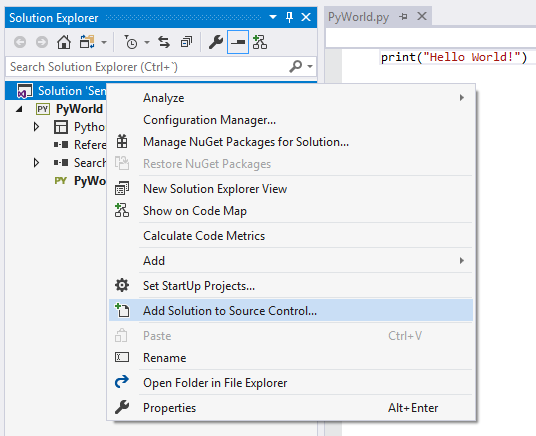 Solution Explorer
PyWorld.py
print("Hello World!")
Search Solution Explorer (Ctrl+`)
Solution 'Sen
PyWorld
Pytho
Refere
Search
PyWo
Analyze
Configuration Manager...
Manage NuGet Packages for Solution...
Restore NuGet Packages
New Solution Explorer View
Show on Code Map
Calculate Code Metrics
Add
Set StartUp Projects...
Add Solution to Source Control...
Paste Ctrl+V
Rename
Open Folder in File Explorer
Properties Alt+Enter